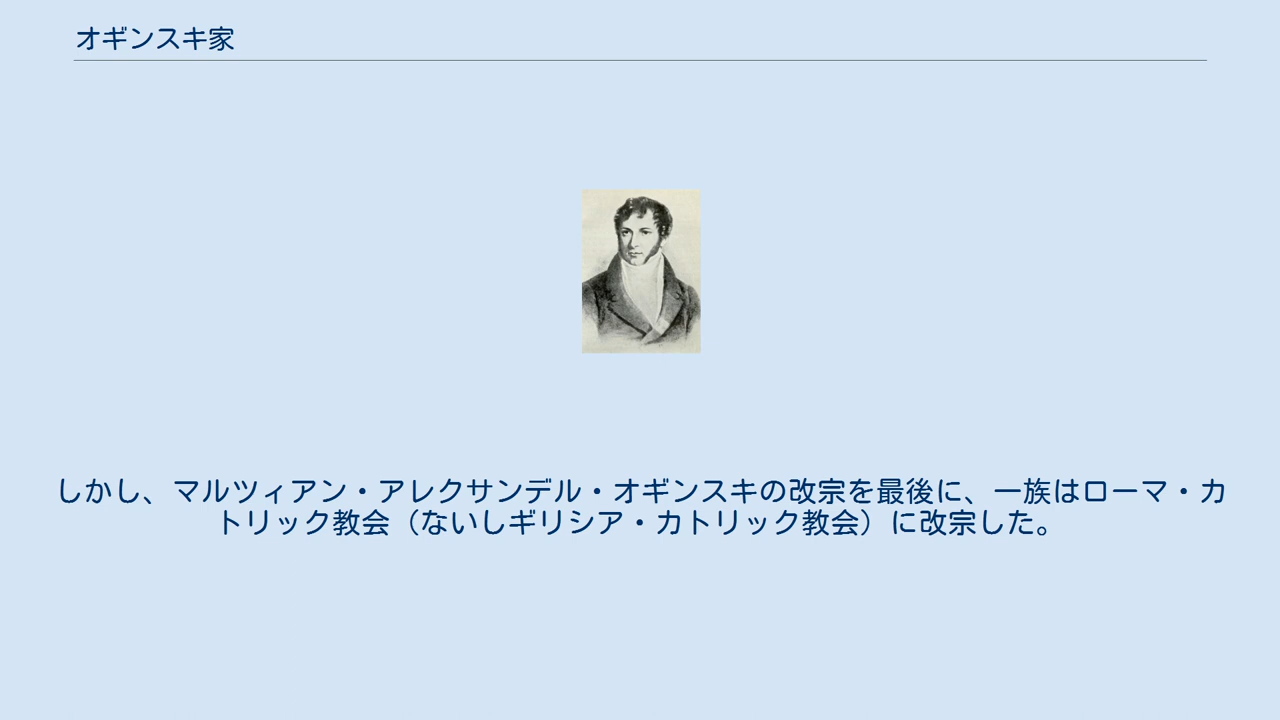 オギンスキ家
しかし、マルツィアン・アレクサンデル・オギンスキの改宗を最後に、一族はローマ・カ
トリック教会（ないしギリシア・カトリック教会）に改宗した。